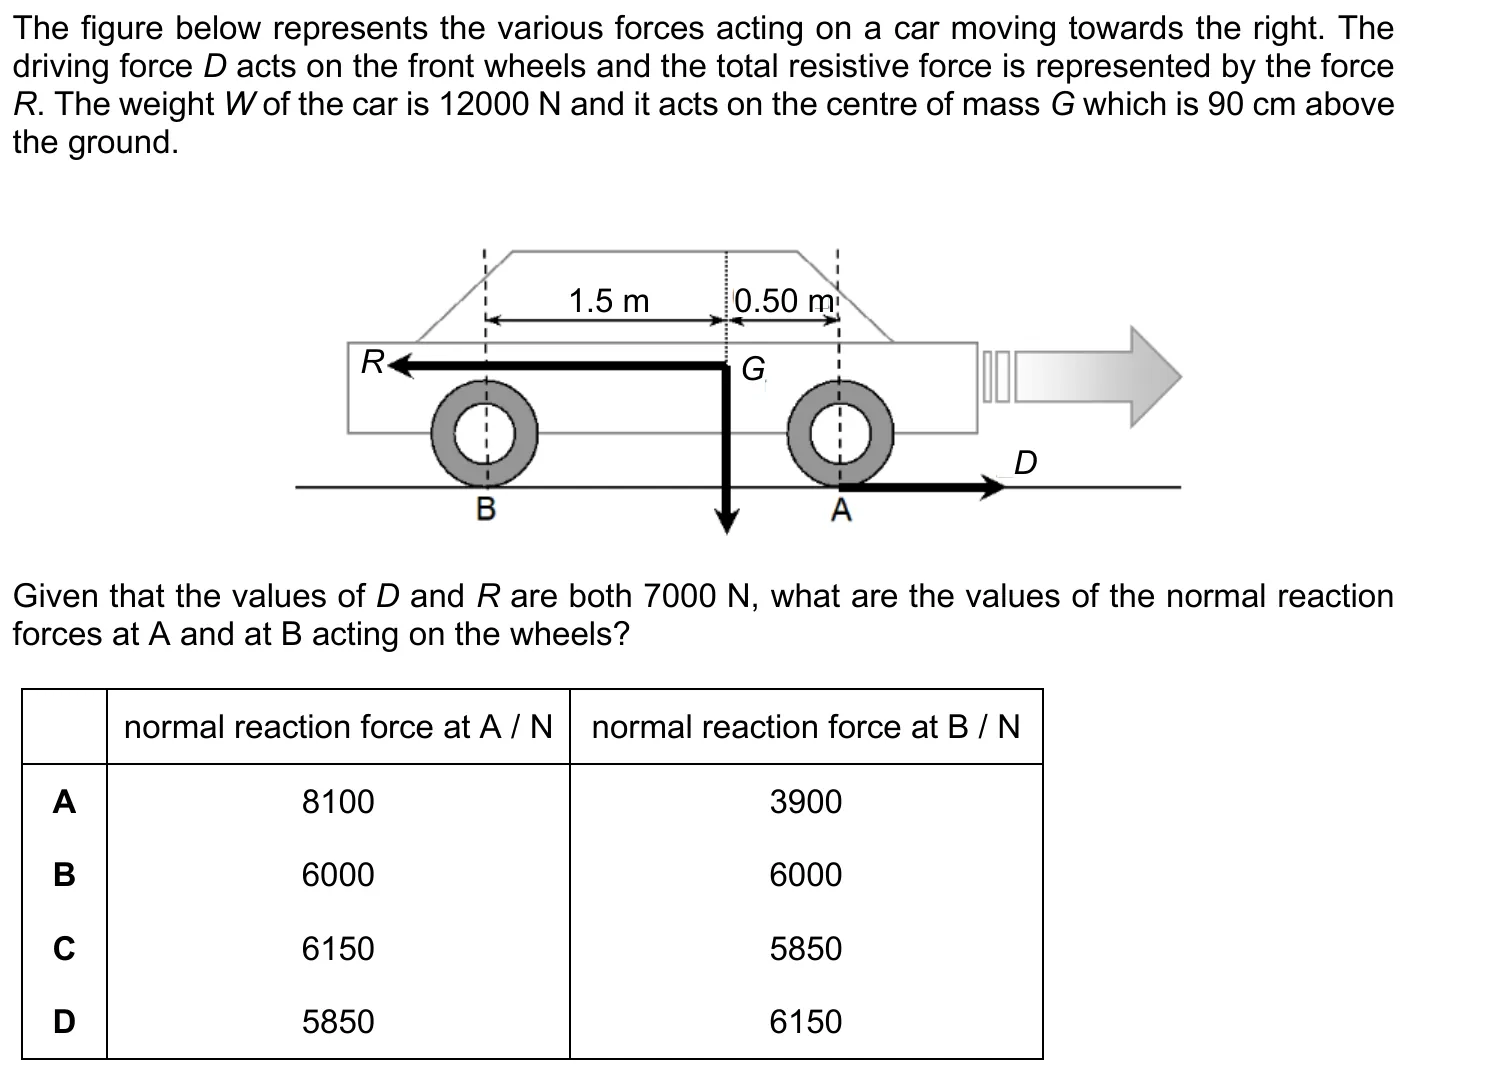 The figure below represents the various forces acting on a car moving towards the right. The
driving force D acts on the front wheels and the total resistive force is represented by the force
R. The weight W of the car is 12000 N and it acts on the centre of mass G which is 90 cm above
the ground.
1.5 m
0.50 m
R
G
D
B
A
Given that the values of D and R are both 7000 N, what are the values of the normal reaction
forces at A and at B acting on the wheels?
normal reaction force at A / N normal reaction force at B / N
A 8100 3900
B 6000 6000
C 6150 5850
D 5850 6150